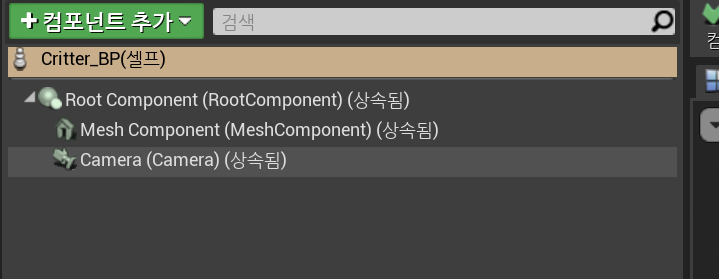 + 컴포넌트 추가
검색
Critter_BP(셀프)
Root Component (RootComponent) (상속됨)
Mesh Component (MeshComponent) (상속됨)
Camera (Camera) (상속됨)